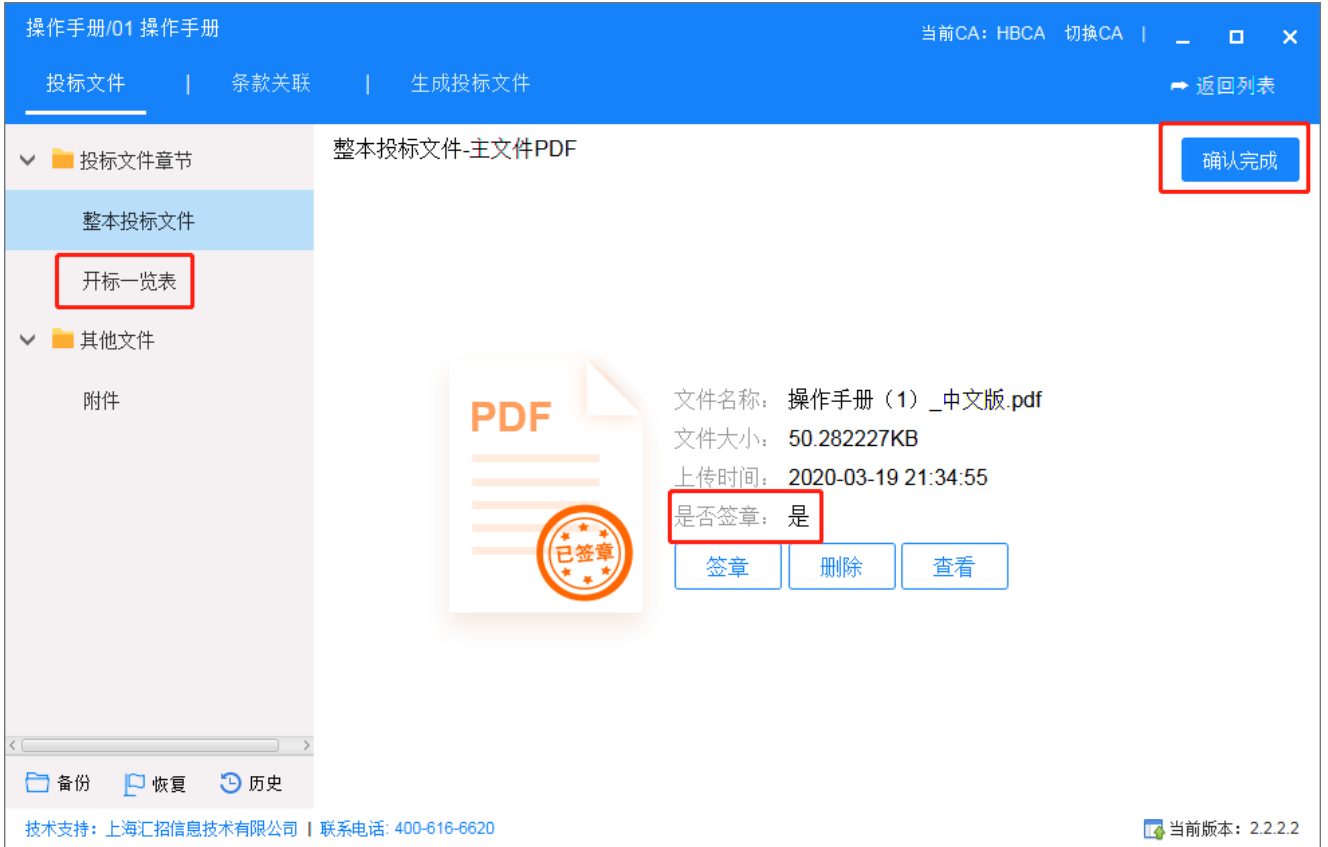 操作手册/01 操作手册
当前CA：HBCA 切换CA |
投标文件 | 条款关联 | 生成投标文件
返回列表
投标文件章节
整本投标文件
开标一览表
其他文件
附件
整本投标文件-主文件PDF
确认完成
PDF
已签章
文件名称： 操作手册（1）_中文版.pdf
文件大小： 50.282227KB
上传时间： 2020-03-19 21:34:55
是否签章： 是
签章 删除 查看
备份 恢复 历史
技术支持：上海汇招信息技术有限公司 | 联系电话: 400-616-6620
当前版本：2.2.2.2